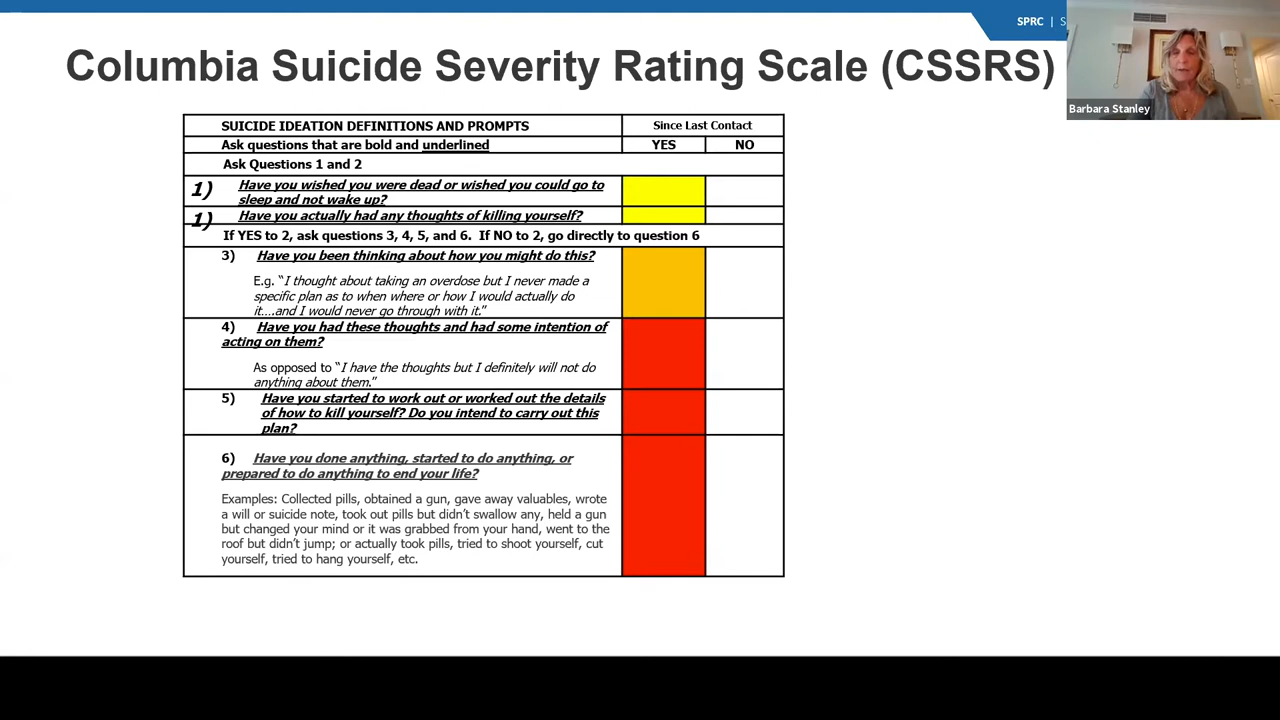 SPRC | S
Columbia Suicide Severity Rating Scale (CSSRS)
Barbara Stanley
SUICIDE IDEATION DEFINITIONS AND PROMPTS
Since Last Contact
Ask questions that are bold and underlined
YES
NO
Ask Questions 1 and 2
1) Have you wished you were dead or wished you could go to
sleep and not wake up?
1) Have you actually had any thoughts of killing yourself?
If YES to 2, ask questions 3, 4, 5, and 6. If NO to 2, go directly to question 6
3) Have you been thinking about how you might do this?
E.g. “I thought about taking an overdose but I never made a
specific plan as to when where or how I would actually do
it….and I would never go through with it.”
4) Have you had these thoughts and had some intention of
acting on them?
As opposed to “I have the thoughts but I definitely will not do
anything about them.”
5) Have you started to work out or worked out the details
of how to kill yourself? Do you intend to carry out this
plan?
6) Have you done anything, started to do anything, or
prepared to do anything to end your life?
Examples: Collected pills, obtained a gun, gave away valuables, wrote
a will or suicide note, took out pills but didn’t swallow any, held a gun
but changed your mind or it was grabbed from your hand, went to the
roof but didn’t jump; or actually took pills, tried to shoot yourself, cut
yourself, tried to hang yourself, etc.